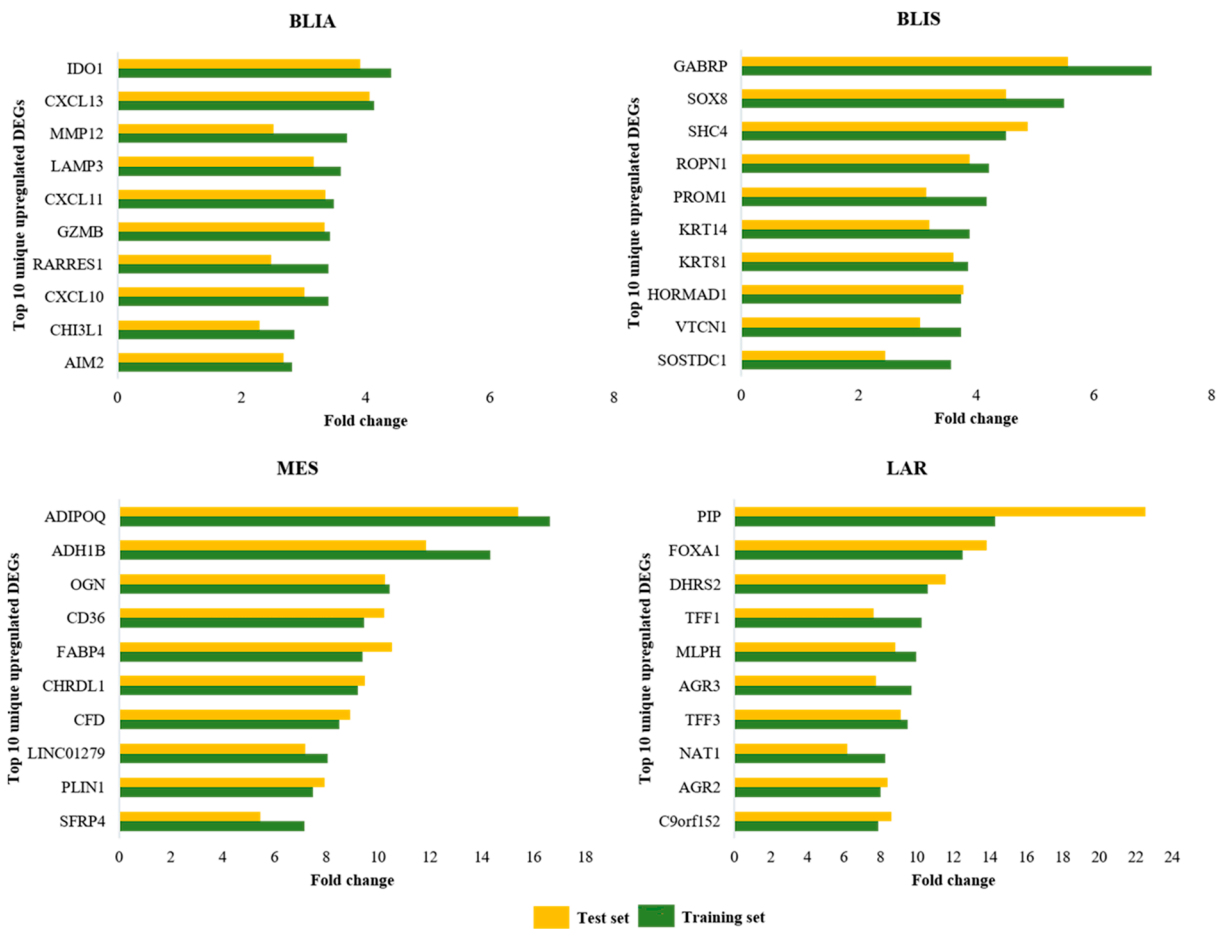 BLIA
Top 10 unique upregulated DEGs
IDO1
CXCL13
MMP12
LAMP3
CXCL11
GZMB
RARRES1
CXCL10
CHI3L1
AIM2
0 2 4 6 8
Fold change
BLIS
Top 10 unique upregulated DEGs
GABRP
SOX8
SHC4
ROPN1
PROM1
KRT14
KRT81
HORMAD1
VTCN1
SOSTDC1
0 2 4 6 8
Fold change
MES
Top 10 unique upregulated DEGs
ADIPOQ
ADH1B
OGN
CD36
FABP4
CHRDL1
CFD
LINC01279
PLIN1
SFRP4
0 2 4 6 8 10 12 14 16 18
Fold change
LAR
Top 10 unique upregulated DEGs
PIP
FOXA1
DHRS2
TFF1
MLPH
AGR3
TFF3
NAT1
AGR2
C9orf152
0 2 4 6 8 10 12 14 16 18 20 22 24
Fold change
Test set Training set